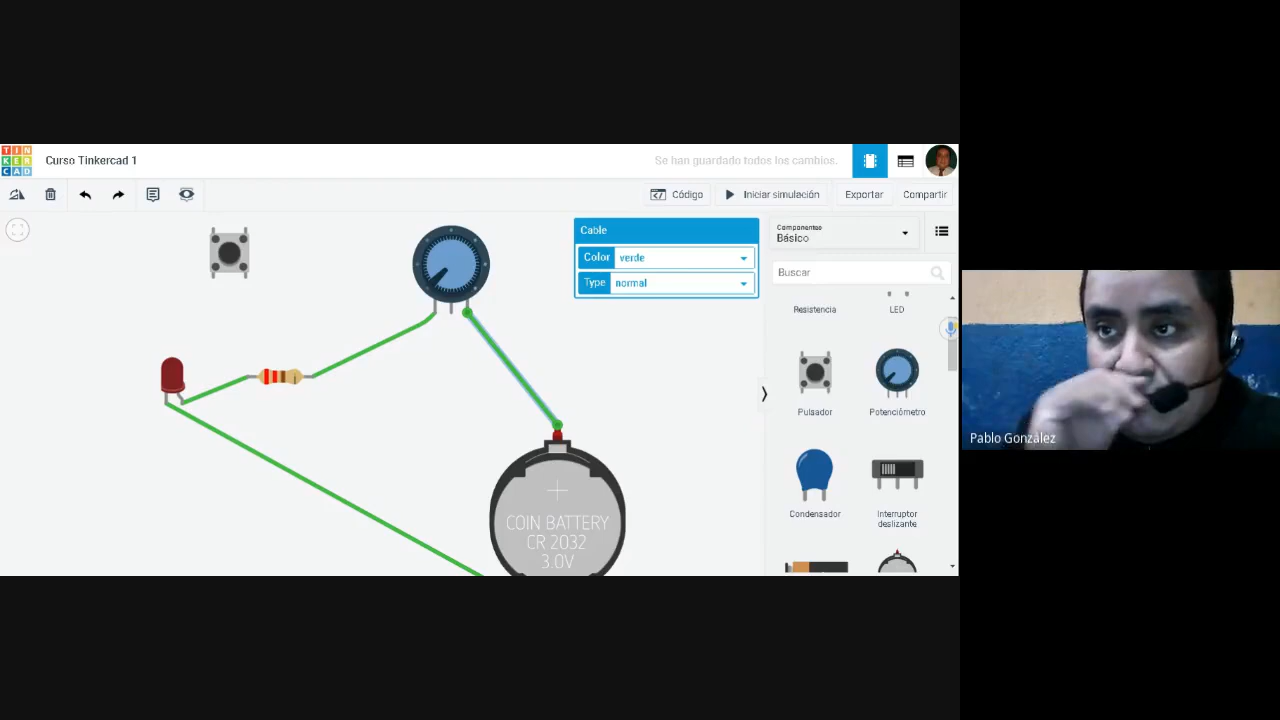 TIN
KER
CAD
Curso Tinkercad 1
Se han guardado todos los cambios.
Código
Iniciar simulación
Exportar
Compartir
Cable
Color verde
Type normal
Componentes
Básico
Buscar
Resistencia
LED
Pulsador
Potenciómetro
Condensador
Interruptor
deslizante
COIN BATTERY
CR 2032
3.0V
Pablo González